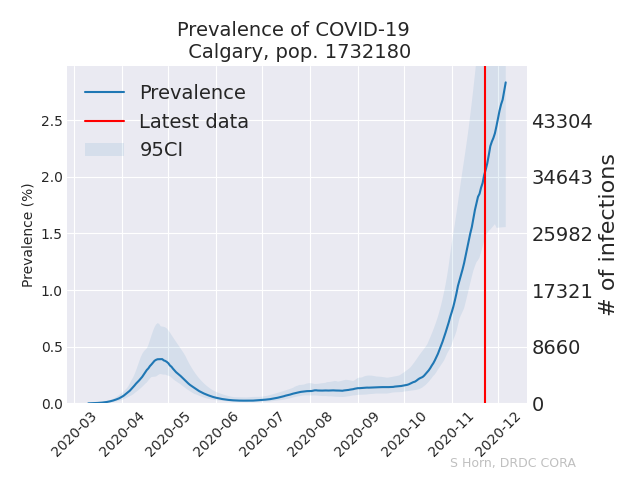 Prevalence of COVID-19
Calgary, pop. 1732180
Prevalence
Latest data
95CI
Prevalence (%)
2.5
2.0
1.5
1.0
0.5
0.0
43304
34643
25982
17321
8660
0
# of infections
2020-03
2020-04
2020-05
2020-06
2020-07
2020-08
2020-09
2020-10
2020-11
2020-12
S Horn, DRDC CORA